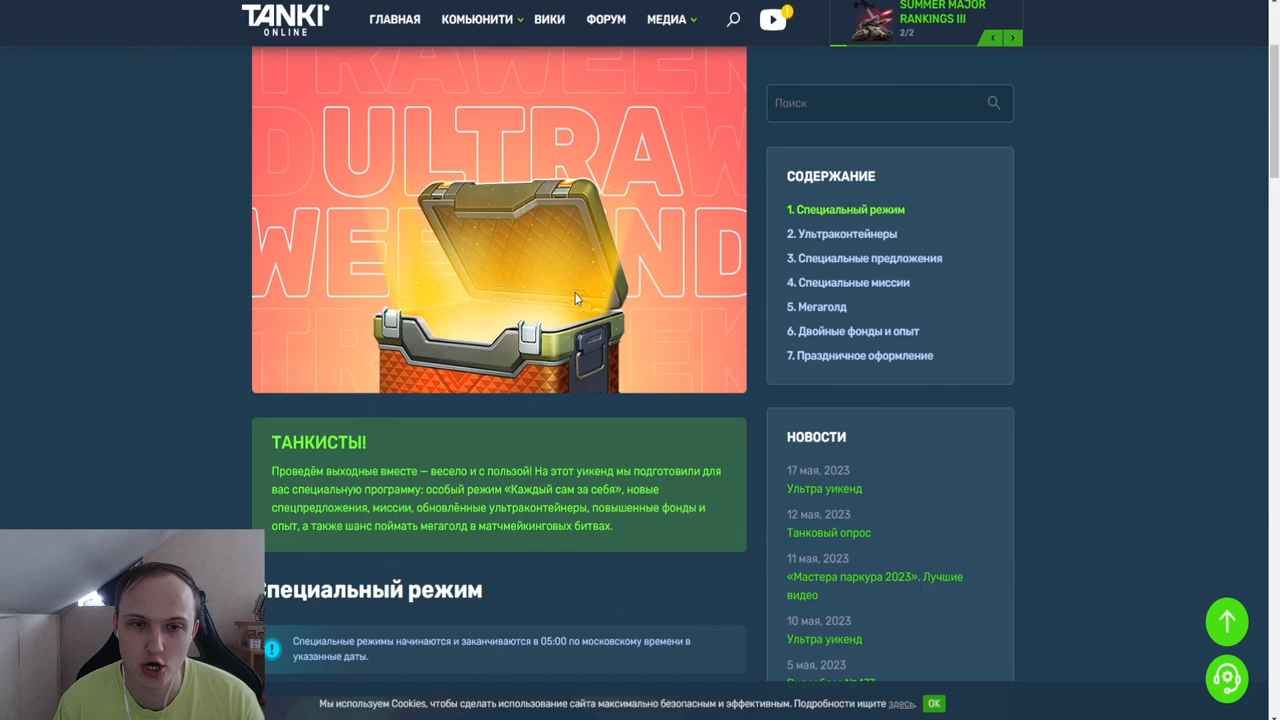 TANKI
ONLINE
ГЛАВНАЯ
КОМЬЮНИТИ
ВИКИ
ФОРУМ
МЕДИА
SUMMER MAJOR
RANKINGS III
2/2
DULTRAW
WEEKEND
ТАНКИСТЫ!
Проведём выходные вместе — весело и с пользой! На этот уикенд мы подготовили для
вас специальную программу: особый режим «Каждый сам за себя», новые
спецпредложения, миссии, обновлённые ультраконтейнеры, повышенные фонды и
опыт, а также шанс поймать мегаголд в матчмейкинговых битвах.
Специальный режим
Специальные режимы начинаются и заканчиваются в 05:00 по московскому времени в
указанные даты.
Поиск
СОДЕРЖАНИЕ
1. Специальный режим
2. Ультраконтейнеры
3. Специальные предложения
4. Специальные миссии
5. Мегаголд
6. Двойные фонды и опыт
7. Праздничное оформление
НОВОСТИ
17 мая, 2023
Ультра уикенд
12 мая, 2023
Танковый опрос
11 мая, 2023
«Мастера паркура 2023». Лучшие
видео
10 мая, 2023
Ультра уикенд
5 мая, 2023
Мы используем Cookies, чтобы сделать использование сайта максимально безопасным и эффективным. Подробности ищите здесь.
OK